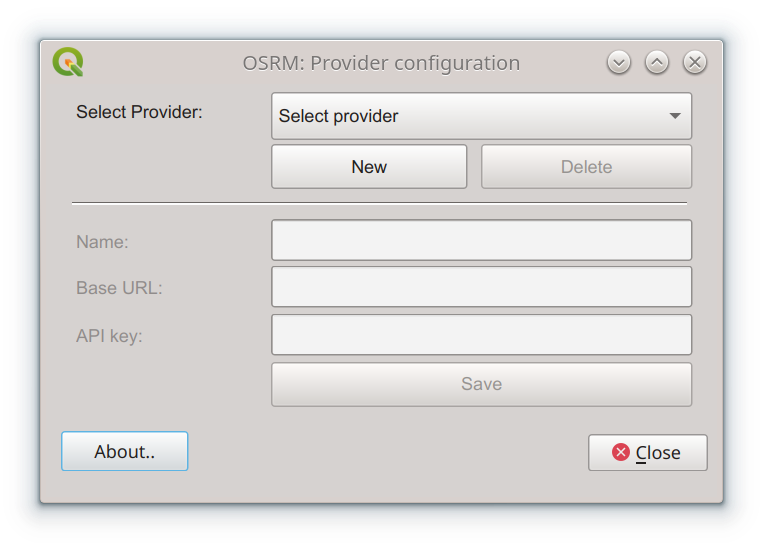 OSRM: Provider configuration
Select Provider:
Select provider
New
Delete
Name:
Base URL:
API key:
Save
About..
Close